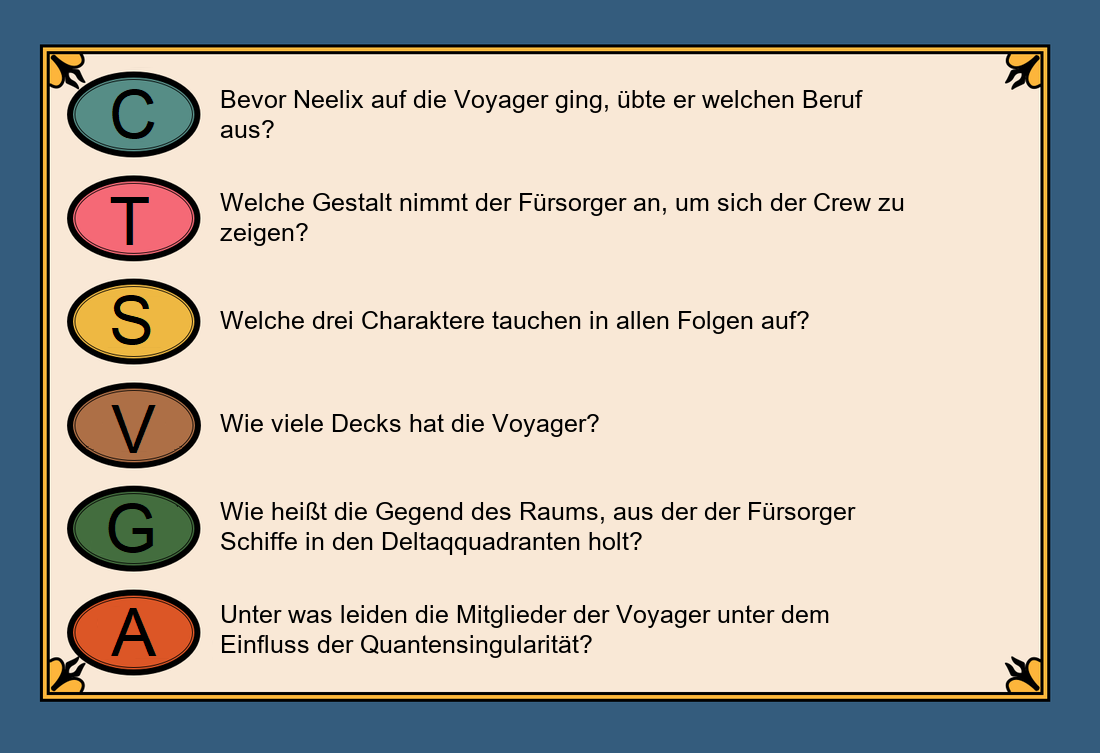 C
Bevor Neelix auf die Voyager ging, übte er welchen Beruf
aus?
T
Welche Gestalt nimmt der Fürsorger an, um sich der Crew zu
zeigen?
S
Welche drei Charaktere tauchen in allen Folgen auf?
V
Wie viele Decks hat die Voyager?
G
Wie heißt die Gegend des Raums, aus der der Fürsorger
Schiffe in den Deltaqquadranten holt?
A
Unter was leiden die Mitglieder der Voyager unter dem
Einfluss der Quantensingularität?